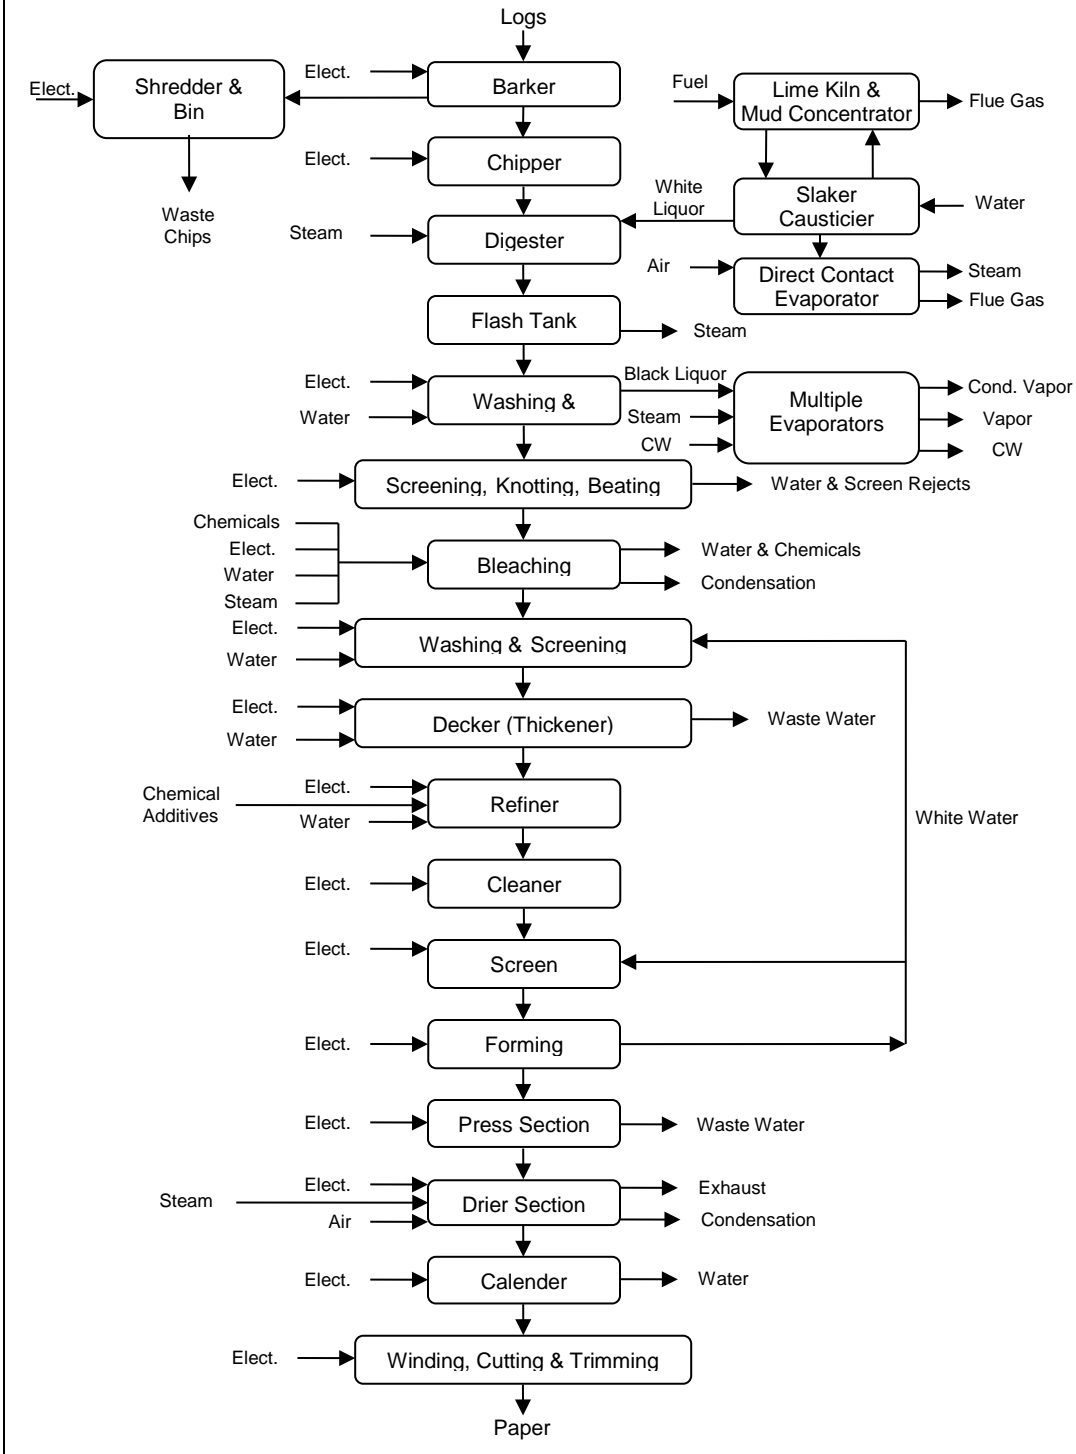 Logs
Elect.
Shredder &
Bin
Elect.
Barker
Fuel
Lime Kiln &
Mud Concentrator
Flue Gas
Elect.
Chipper
Waste
Chips
White
Liquor
Slaker
Causticier
Water
Steam
Digester
Air
Direct Contact
Evaporator
Steam
Flue Gas
Flash Tank
Steam
Elect.
Water
Washing &
Black Liquor
Steam
CW
Multiple
Evaporators
Cond. Vapor
Vapor
CW
Elect.
Screening, Knotting, Beating
Water & Screen Rejects
Chemicals
Elect.
Water
Steam
Bleaching
Water & Chemicals
Condensation
Elect.
Water
Washing & Screening
Elect.
Water
Decker (Thickener)
Waste Water
Chemical
Additives
Elect.
Water
Refiner
White Water
Elect.
Cleaner
Elect.
Screen
Elect.
Forming
Elect.
Press Section
Waste Water
Steam
Elect.
Air
Drier Section
Exhaust
Condensation
Elect.
Calender
Water
Elect.
Winding, Cutting & Trimming
Paper